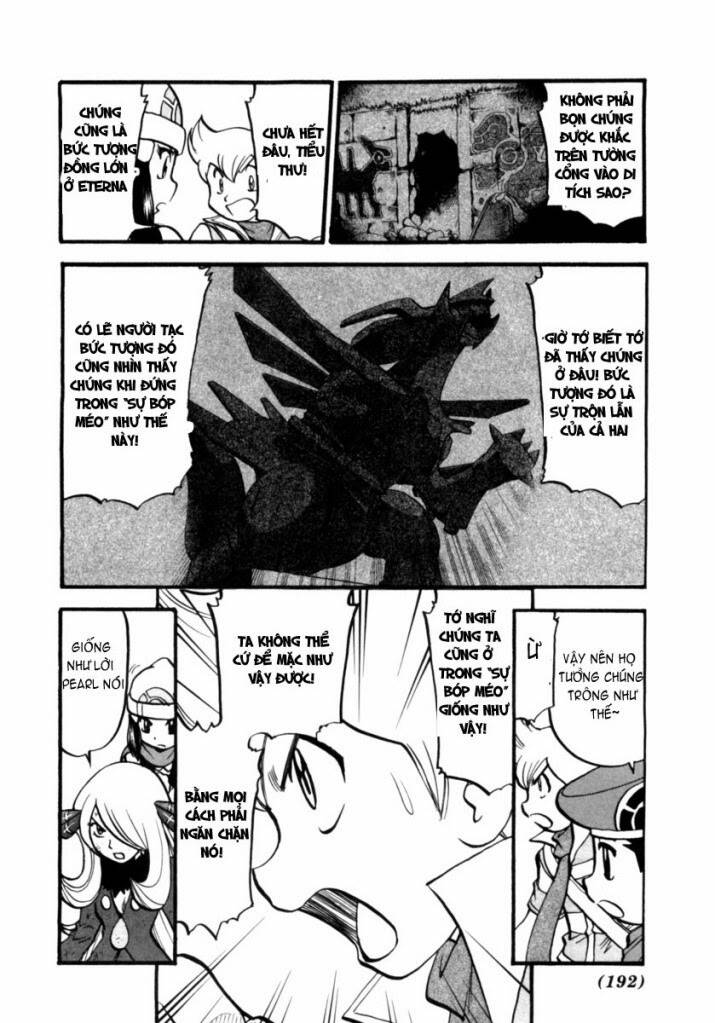 KHÔNG PHẢI
BỌN CHÚNG
ĐƯỢC KHẮC
TRÊN TƯỜNG
CỔNG VÀO DI
TÍCH SAO?
CHƯA HẾT
ĐÂU, TIỂU
THƯ!
CHÚNG
CŨNG LÀ
BỨC TƯỢNG
ĐỒNG LỚN
Ở ETERNA
GIỜ TỚ BIẾT TỚ
ĐÃ THẤY CHÚNG
Ở ĐÂU! BỨC
TƯỢNG ĐÓ LÀ
SỰ TRỘN LẪN
CỦA CẢ HAI
CÓ LẼ NGƯỜI TẠC
BỨC TƯỢNG ĐÓ
CŨNG NHÌN THẤY
CHÚNG KHI ĐỨNG
TRONG "SỰ BÓP
MÉO" NHƯ THẾ
NÀY!
VẬY NÊN HỌ
TƯỞNG CHÚNG
TRÔNG NHƯ
THẾ~
Ừ
TỚ NGHĨ
CHÚNG TA
CŨNG Ở
TRONG "SỰ
BÓP MÉO"
GIỐNG NHƯ
VẬY!
TA KHÔNG THỂ
CỨ ĐỂ MẶC NHƯ
VẬY ĐƯỢC!
BẰNG MỌI
CÁCH PHẢI
NGĂN CHẶN
NÓ!
GIỐNG
NHƯ LỜI
PEARL NÓI
(192)